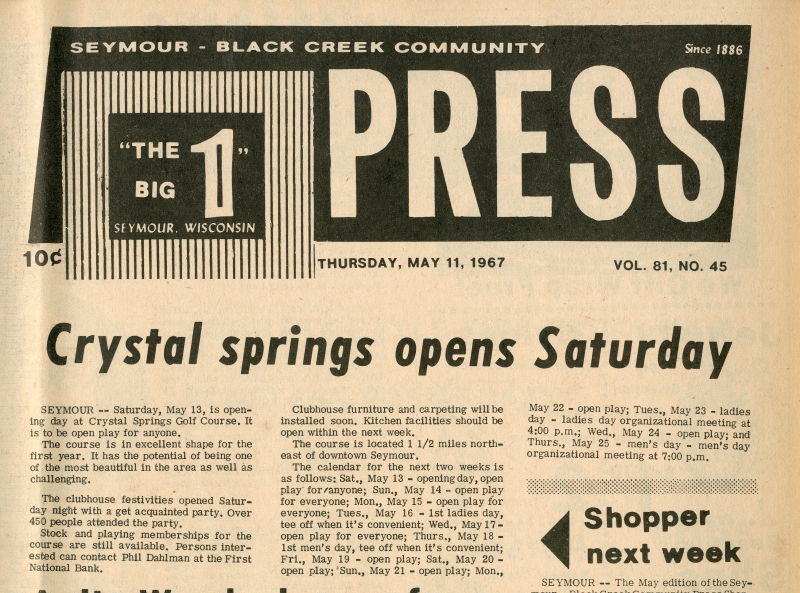 SEYMOUR - BLACK CREEK COMMUNITY
Since 1886
PRESS
"THE
BIG
1"
SEYMOUR, WISCONSIN
10¢
THURSDAY, MAY 11, 1967
VOL. 81, NO. 45
Crystal springs opens Saturday
SEYMOUR -- Saturday, May 13, is open-
ing day at Crystal Springs Golf Course. It
is to be open play for anyone.
The course is in excellent shape for the
first year. It has the potential of being one
of the most beautiful in the area as well as
challenging.
The clubhouse festivities opened Satur-
day night with a get acquainted party. Over
450 people attended the party.
Stock and playing memberships for the
course are still available. Persons inter-
ested can contact Phil Dahlman at the First
National Bank.
Clubhouse furniture and carpeting will be
installed soon. Kitchen facilities should be
open within the next week.
The course is located 1 1/2 miles north-
east of downtown Seymour.
The calendar for the next two weeks is
as follows: Sat., May 13 - opening day, open
play for anyone; Sun., May 14 - open play
for everyone; Mon., May 15 - open play
for everyone; Tues., May 16 - 1st ladies day,
tee off when it's convenient; Wed., May 17-
open play for everyone; Thurs., May 18 -
1st men's day, tee off when it's convenient;
Fri., May 19 - open play; Sat., May 20 -
open play; Sun., May 21 - open play; Mon.,
May 22 - open play; Tues., May 23 - ladies
day - ladies day organizational meeting at
4:00 p.m.; Wed., May 24 - open play; and
Thurs., May 25 - men's day - men's day
organizational meeting at 7:00 p.m.
Shopper
next week
SEYMOUR -- The May edition of the Sey-